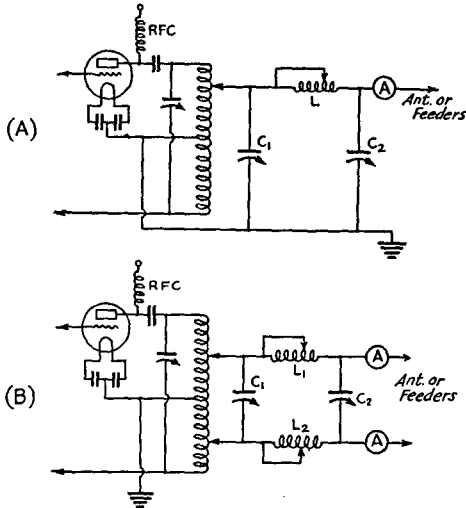 RFC
(A)
L
A
Ant. or
Feeders
C1
C2
RFC
(B)
L1
A
C1
C2
Ant. or
Feeders
L2
A